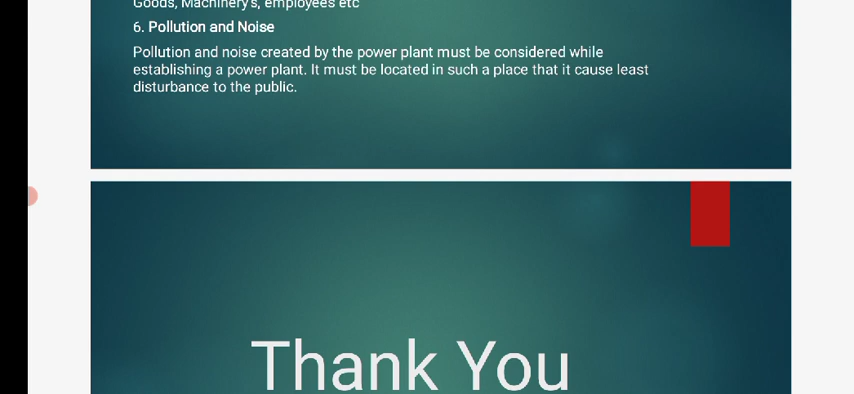 Goods, Machinery's, employees etc
6. Pollution and Noise
Pollution and noise created by the power plant must be considered while
establishing a power plant. It must be located in such a place that it cause least
disturbance to the public.
Thank You